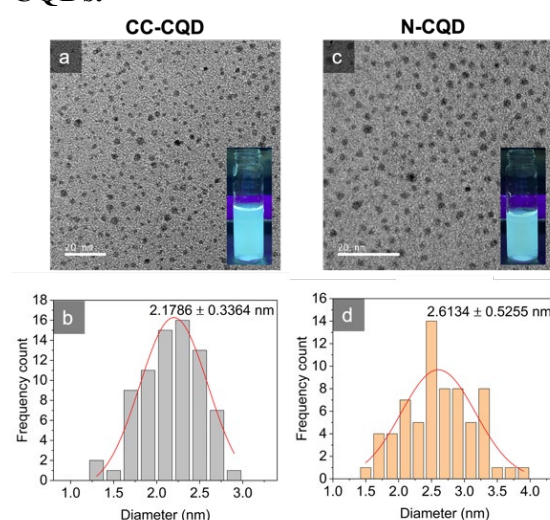 CQDs.
CC-CQD
N-CQD
a
20 nm
c
20 nm
b
2.1786 ± 0.3364 nm
Frequency count
18
16
14
12
10
8
6
4
2
0
1.0 1.5 2.0 2.5 3.0
Diameter (nm)
d
2.6134 ± 0.5255 nm
Frequency count
16
14
12
10
8
6
4
2
0
1.0 1.5 2.0 2.5 3.0 3.5 4.0
Diameter (nm)